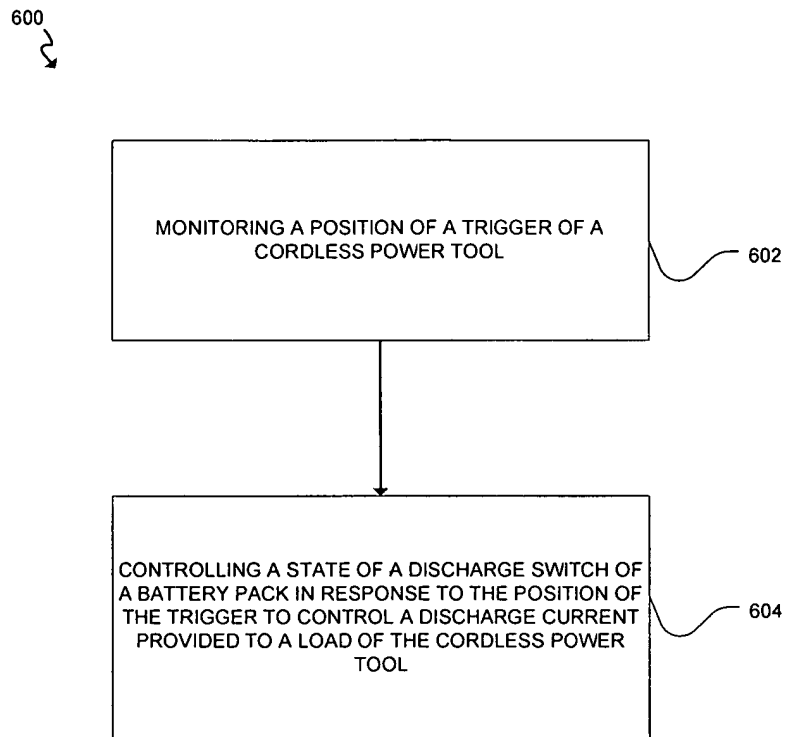 600
MONITORING A POSITION OF A TRIGGER OF A
CORDLESS POWER TOOL
602
CONTROLLING A STATE OF A DISCHARGE SWITCH OF
A BATTERY PACK IN RESPONSE TO THE POSITION OF
THE TRIGGER TO CONTROL A DISCHARGE CURRENT
PROVIDED TO A LOAD OF THE CORDLESS POWER
TOOL
604